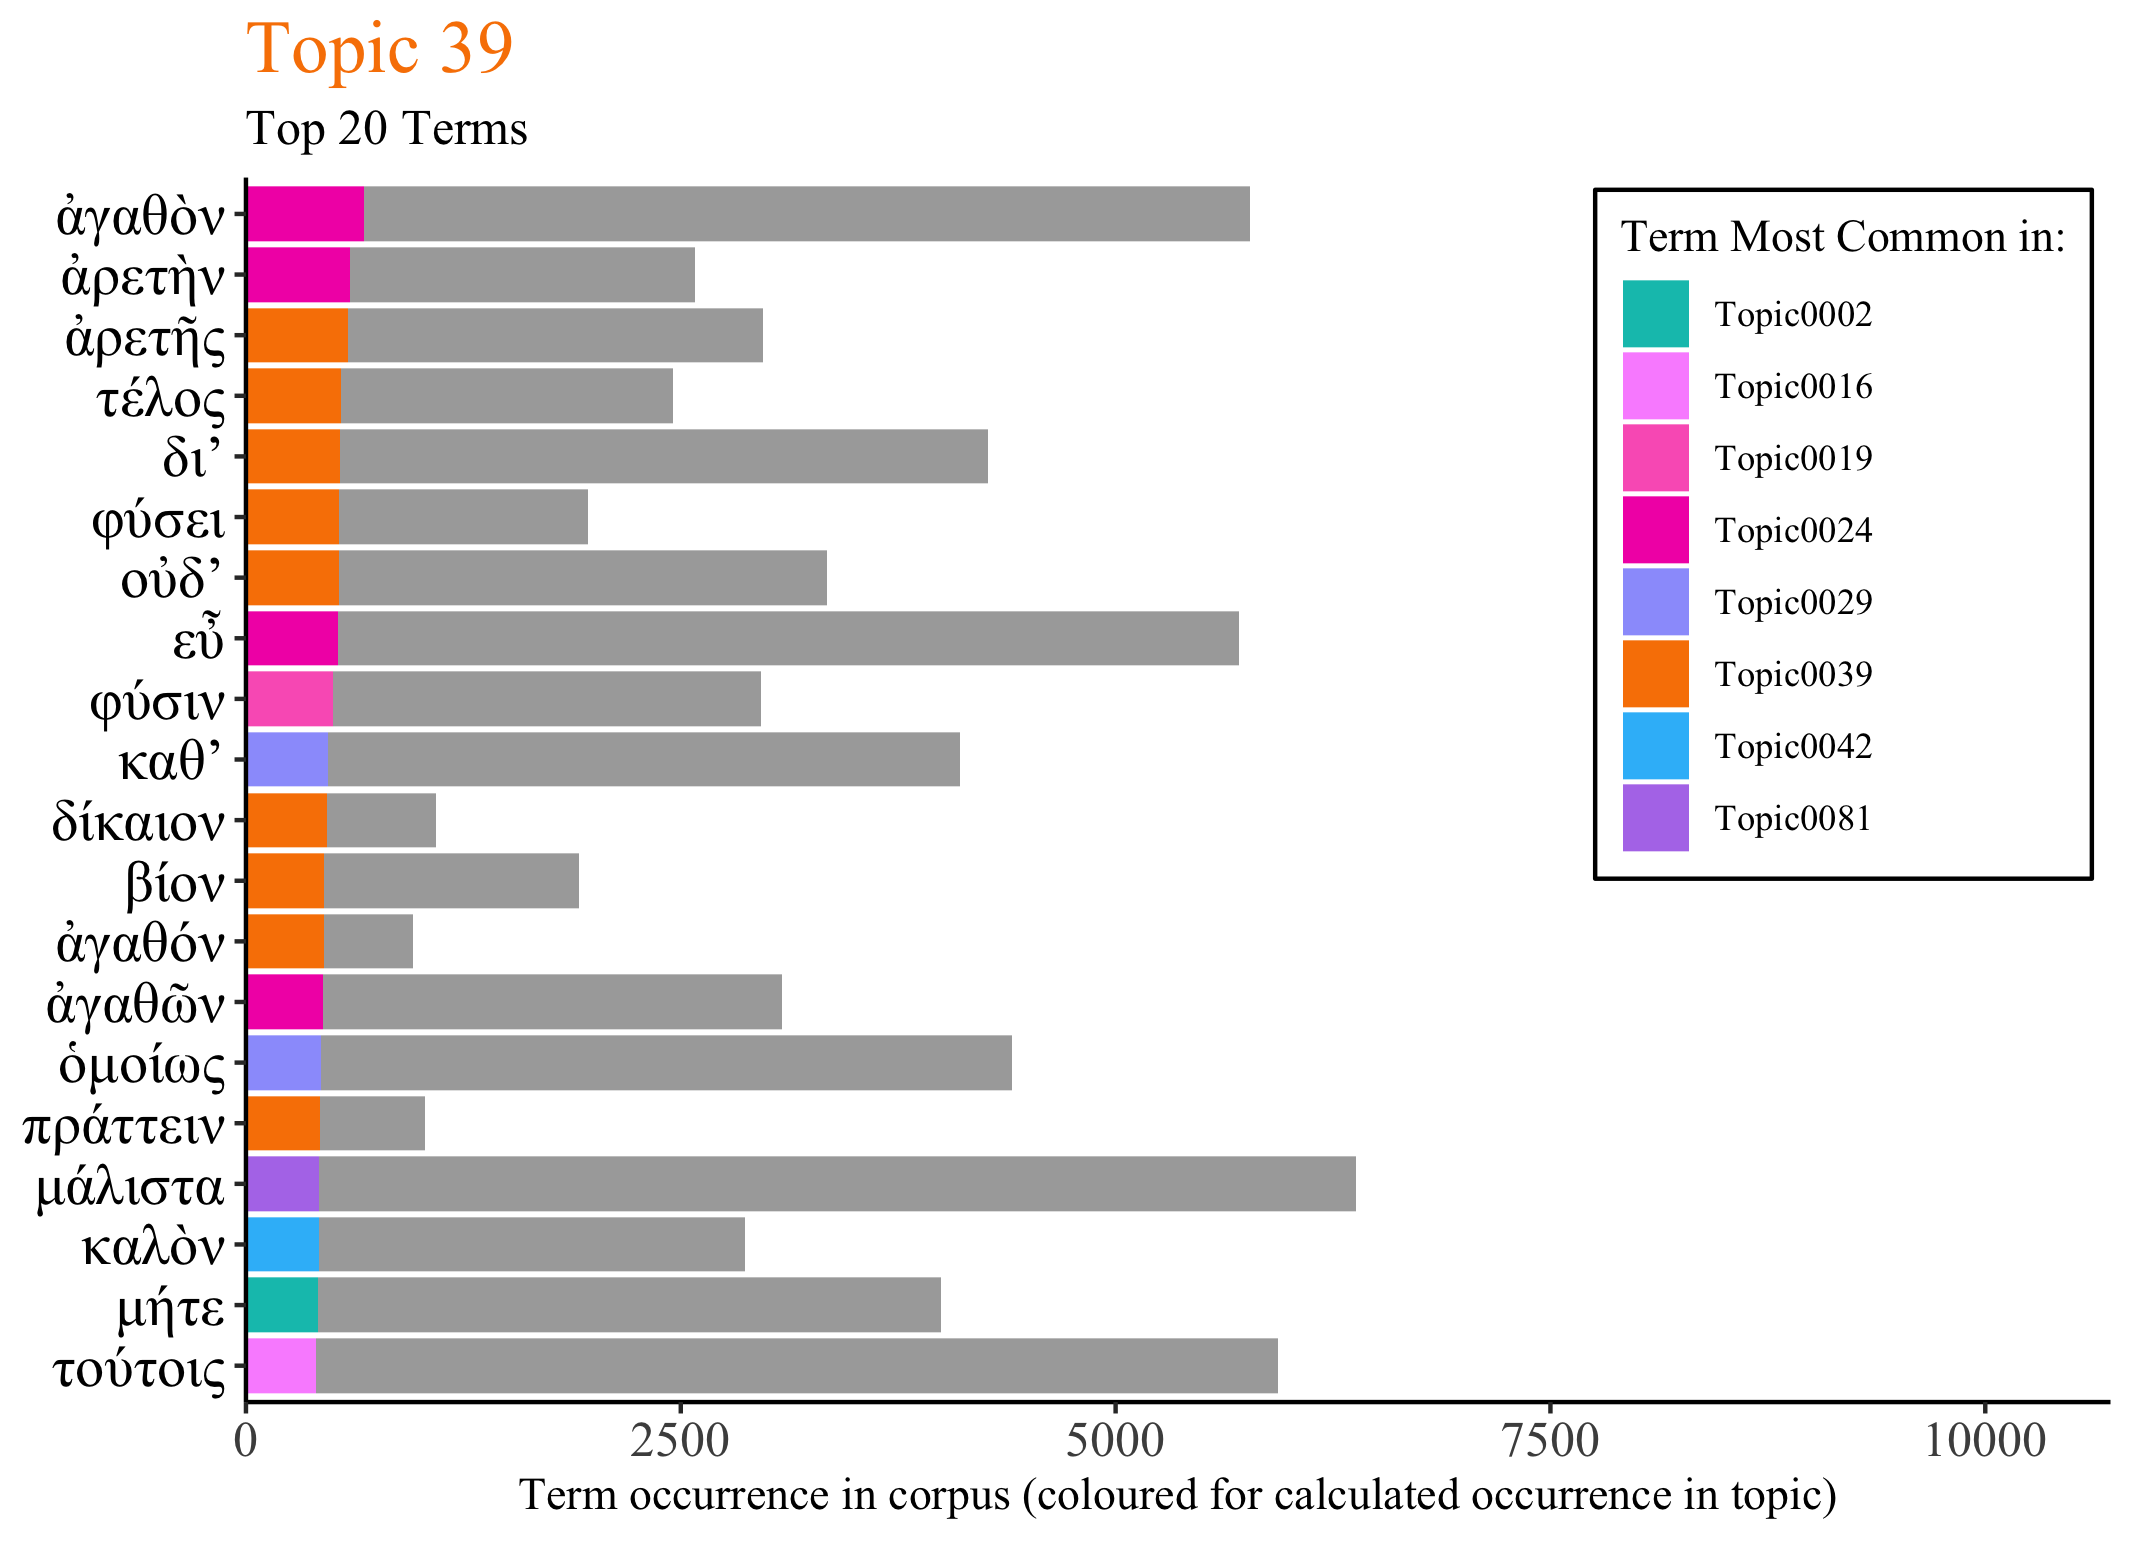 Topic 39
Top 20 Terms
ἀγαθὸν
ἀρετὴν
ἀρετῆς
τέλος
δι’
φύσει
οὐδ’
εὖ
φύσιν
καθ’
δίκαιον
βίον
ἀγαθόν
ἀγαθῶν
ὁμοίως
πράττειν
μάλιστα
καλὸν
μήτε
τούτοις
0 2500 5000 7500 10000
Term occurrence in corpus (coloured for calculated occurrence in topic)
Term Most Common in:
Topic0002
Topic0016
Topic0019
Topic0024
Topic0029
Topic0039
Topic0042
Topic0081